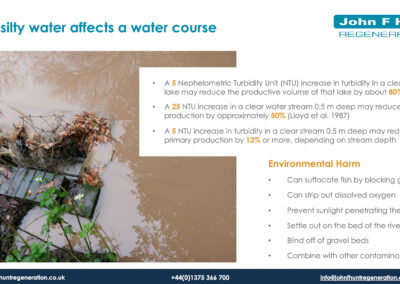 silty water affects a water course
John F H
REGENERA
• A 5 Nephelometric Turbidity Unit (NTU) increase in turbidity in a clea
lake may reduce the productive volume of that lake by about 80%
• A 25 NTU increase in a clear water stream 0.5 m deep may reduce
production by approximately 50% (Lloyd et al. 1987)
• A 5 NTU increase in turbidity in a clear stream 0.5 m deep may red
primary production by 13% or more, depending on stream depth
Environmental Harm
• Can suffocate fish by blocking g
• Can strip out dissolved oxygen
• Prevent sunlight penetrating the
• Settle out on the bed of the rive
• Blind off of gravel beds
• Combine with other contamina
huntregeneration.co.uk
+44(0)1375 366 700
info@johnfhuntregeneration.co